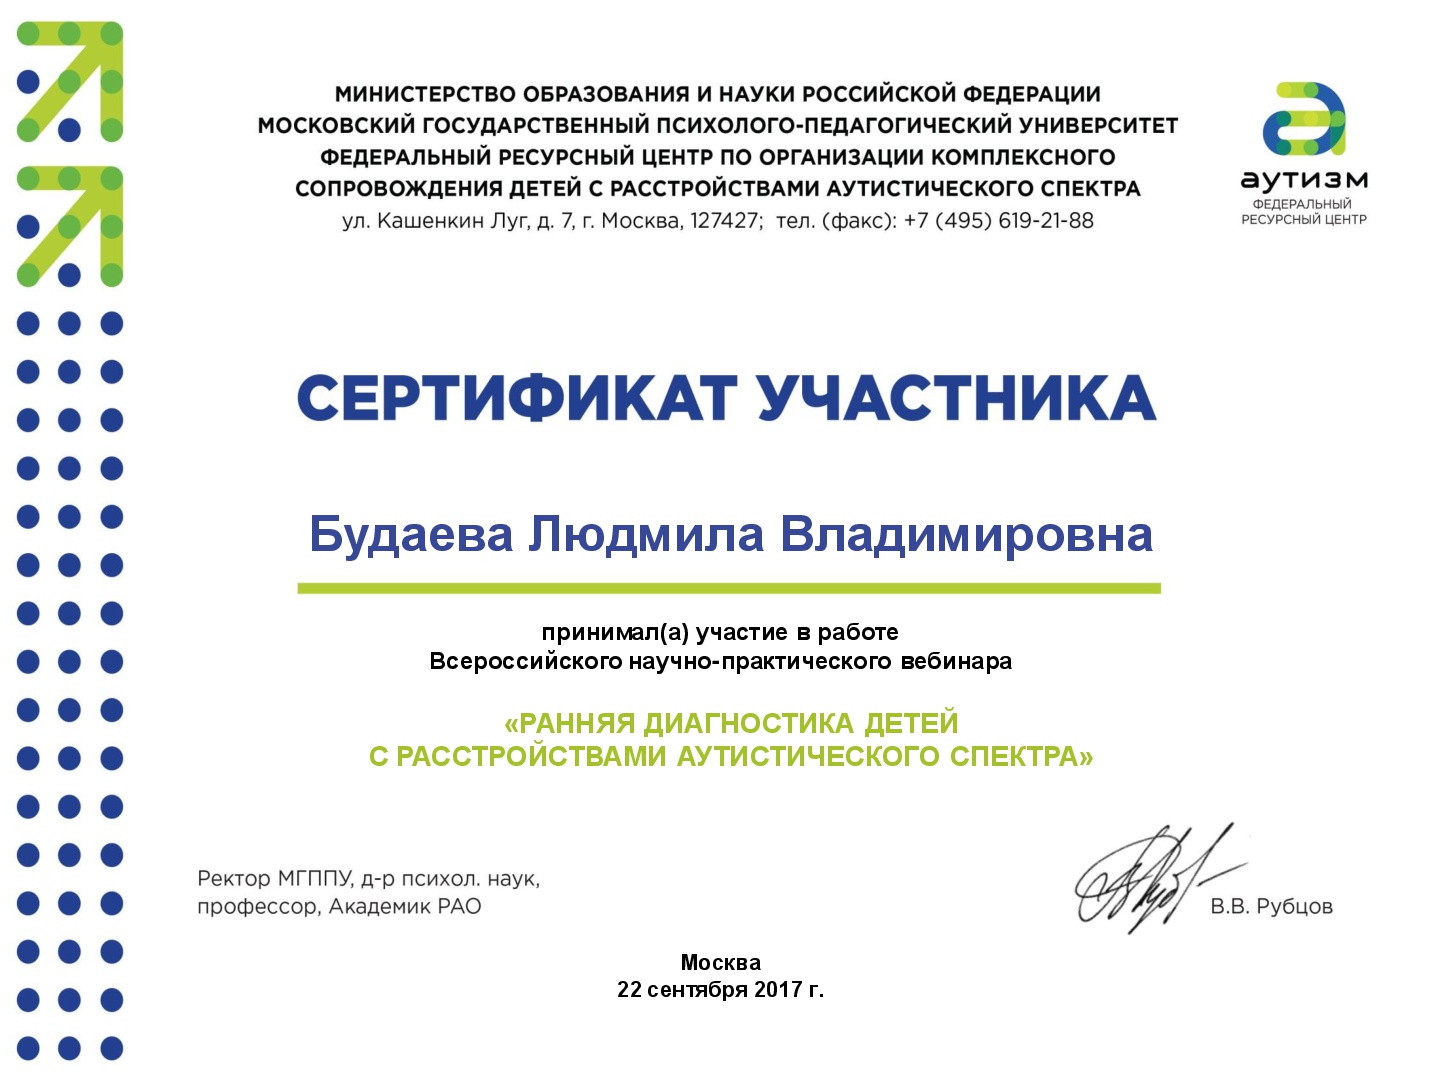 МИНИСТЕРСТВО ОБРАЗОВАНИЯ И НАУКИ РОССИЙСКОЙ ФЕДЕРАЦИИ
МОСКОВСКИЙ ГОСУДАРСТВЕННЫЙ ПСИХОЛОГО-ПЕДАГОГИЧЕСКИЙ УНИВЕРСИТЕТ
ФЕДЕРАЛЬНЫЙ РЕСУРСНЫЙ ЦЕНТР ПО ОРГАНИЗАЦИИ КОМПЛЕКСНОГО
СОПРОВОЖДЕНИЯ ДЕТЕЙ С РАССТРОЙСТВАМИ АУТИСТИЧЕСКОГО СПЕКТРА
ул. Кашенкин Луг, д. 7, г. Москва, 127427; тел. (факс): +7 (495) 619-21-88
аутизм
ФЕДЕРАЛЬНЫЙ
РЕСУРСНЫЙ ЦЕНТР
СЕРТИФИКАТ УЧАСТНИКА
Будаева Людмила Владимировна
принимал(а) участие в работе
Всероссийского научно-практического вебинара
«РАННЯЯ ДИАГНОСТИКА ДЕТЕЙ
С РАССТРОЙСТВАМИ АУТИСТИЧЕСКОГО СПЕКТРА»
Ректор МГППУ, д-р психол. наук,
профессор, Академик РАО
В.В. Рубцов
Москва
22 сентября 2017 г.